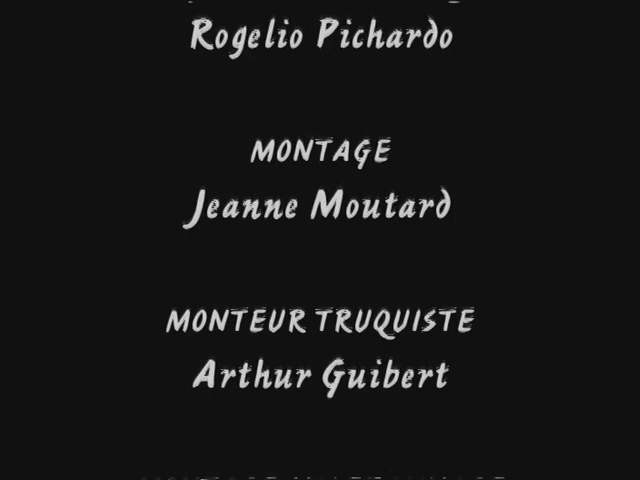 Rogelio Pichardo
MONTAGE
Jeanne Moutard
MONTEUR TRUQUISTE
Arthur Guibert